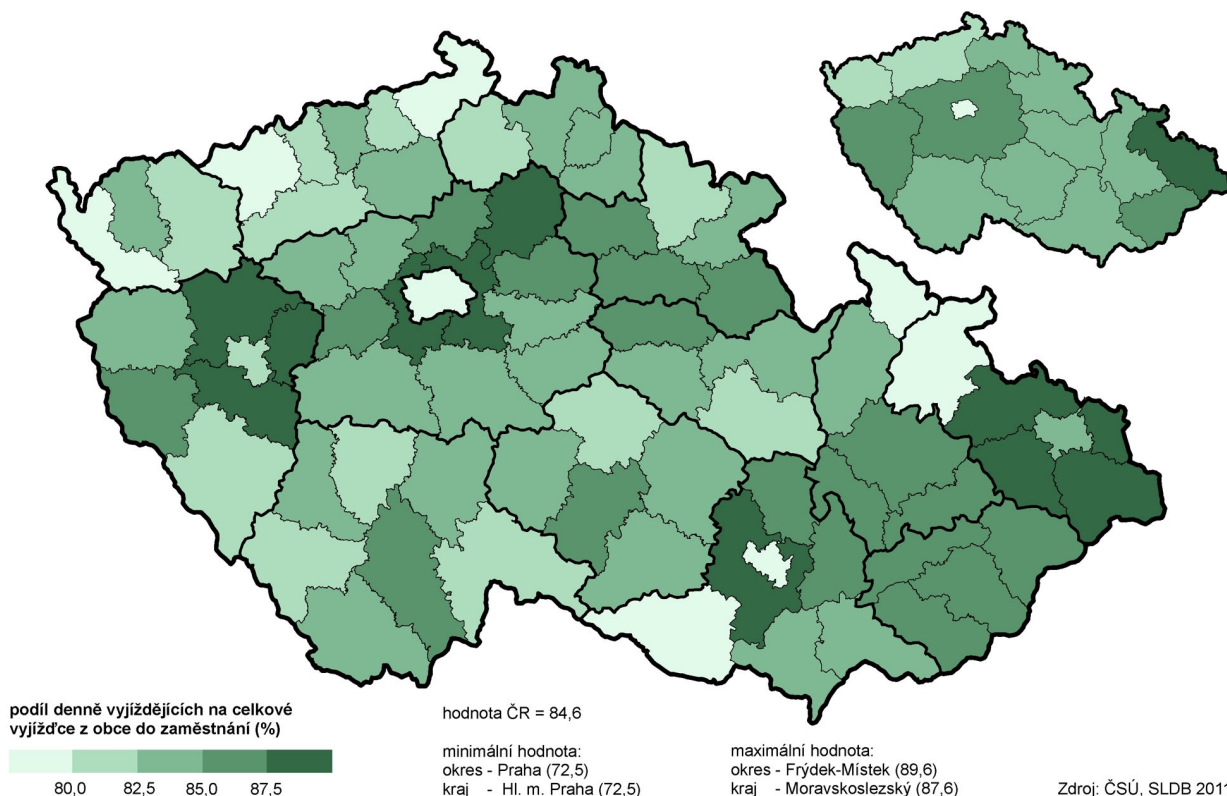 podíl denně vyjíždějících na celkové
vyjížďce z obce do zaměstnání (%)
80,0 82,5 85,0 87,5
hodnota ČR = 84,6
minimální hodnota:
okres - Praha (72,5)
kraj - Hl. m. Praha (72,5)
maximální hodnota:
okres - Frýdek-Místek (89,6)
kraj - Moravskoslezský (87,6)
Zdroj: ČSÚ, SLDB 201